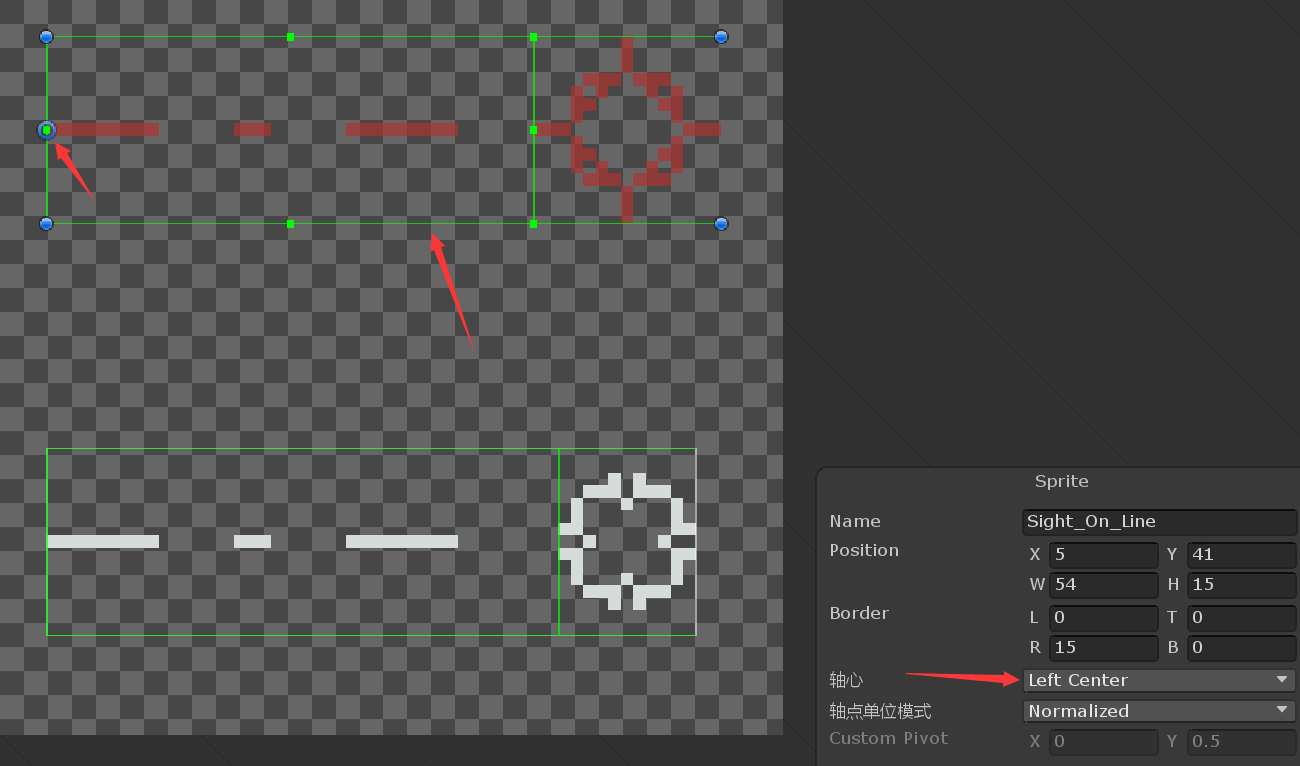 Sprite
Name Sight_On_Line
Position X 5 Y 41
W 54 H 15
Border L 0 T 0
R 15 B 0
轴心 Left Center
轴点单位模式 Normalized
Custom Pivot X 0 Y 0.5